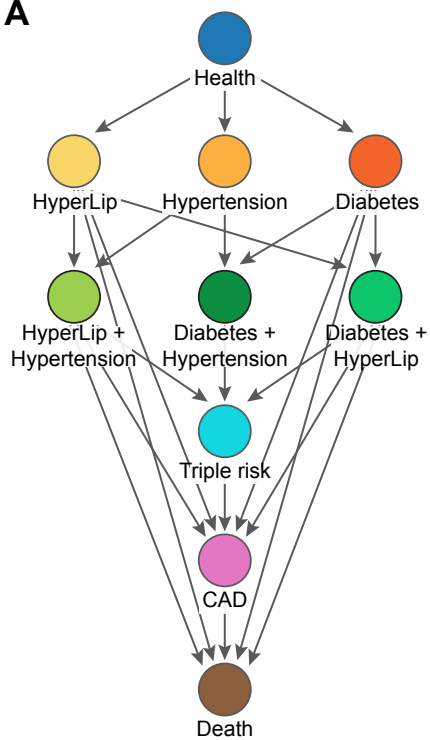 A
Health
HyperLip
Hypertension
Diabetes
HyperLip +
Hypertension
Diabetes +
Hypertension
Diabetes +
HyperLip
Triple risk
CAD
Death